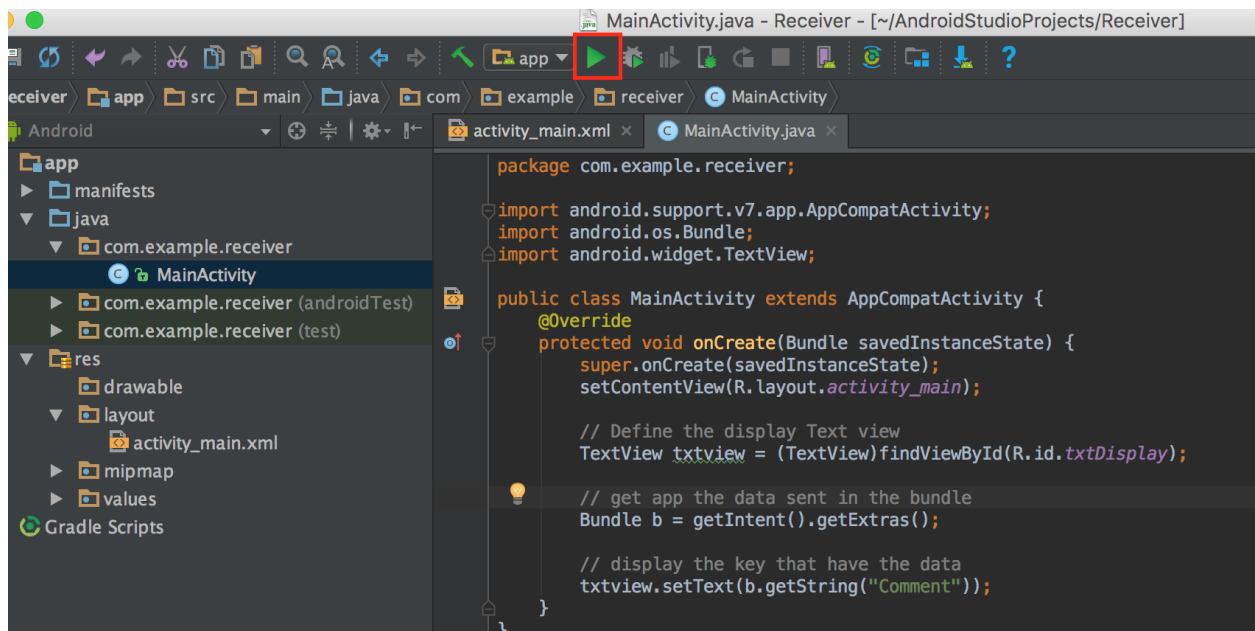 MainActivity.java - Receiver - [~/AndroidStudioProjects/Receiver]
app
eceiver app src main java com example receiver MainActivity
Android
activity_main.xml MainActivity.java
app
manifests
java
com.example.receiver
MainActivity
com.example.receiver (androidTest)
com.example.receiver (test)
res
drawable
layout
activity_main.xml
mipmap
values
Gradle Scripts
package com.example.receiver;
import android.support.v7.app.AppCompatActivity;
import android.os.Bundle;
import android.widget.TextView;
public class MainActivity extends AppCompatActivity {
@Override
protected void onCreate(Bundle savedInstanceState) {
super.onCreate(savedInstanceState);
setContentView(R.layout.activity_main);
// Define the display Text view
TextView txtview = (TextView)findViewById(R.id.txtDisplay);
// get app the data sent in the bundle
Bundle b = getIntent().getExtras();
// display the key that have the data
txtview.setText(b.getString("Comment"));
}
}